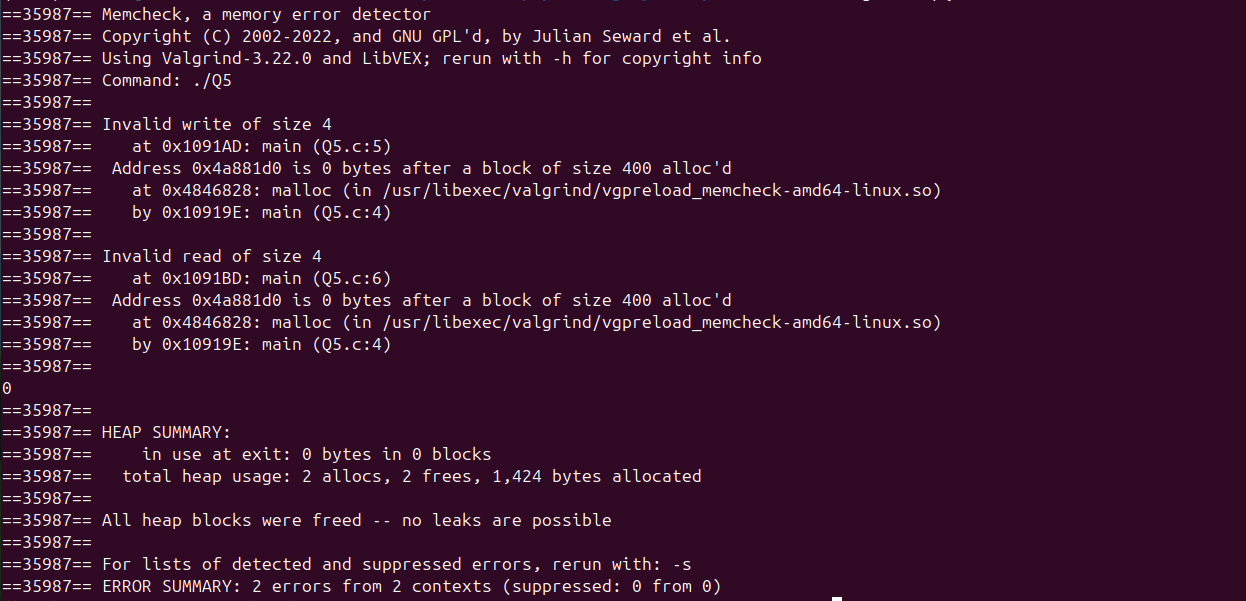 ==35987== Memcheck, a memory error detector
==35987== Copyright (C) 2002-2022, and GNU GPL'd, by Julian Seward et al.
==35987== Using Valgrind-3.22.0 and LibVEX; rerun with -h for copyright info
==35987== Command: ./Q5
==35987==
==35987== Invalid write of size 4
==35987==    at 0x1091AD: main (Q5.c:5)
==35987==  Address 0x4a881d0 is 0 bytes after a block of size 400 alloc'd
==35987==    at 0x4846828: malloc (in /usr/libexec/valgrind/vgpreload_memcheck-amd64-linux.so)
==35987==    by 0x10919E: main (Q5.c:4)
==35987==
==35987== Invalid read of size 4
==35987==    at 0x1091BD: main (Q5.c:6)
==35987==  Address 0x4a881d0 is 0 bytes after a block of size 400 alloc'd
==35987==    at 0x4846828: malloc (in /usr/libexec/valgrind/vgpreload_memcheck-amd64-linux.so)
==35987==    by 0x10919E: main (Q5.c:4)
==35987==
0
==35987==
==35987== HEAP SUMMARY:
==35987==     in use at exit: 0 bytes in 0 blocks
==35987==   total heap usage: 2 allocs, 2 frees, 1,424 bytes allocated
==35987==
==35987== All heap blocks were freed -- no leaks are possible
==35987==
==35987== For lists of detected and suppressed errors, rerun with: -s
==35987== ERROR SUMMARY: 2 errors from 2 contexts (suppressed: 0 from 0)